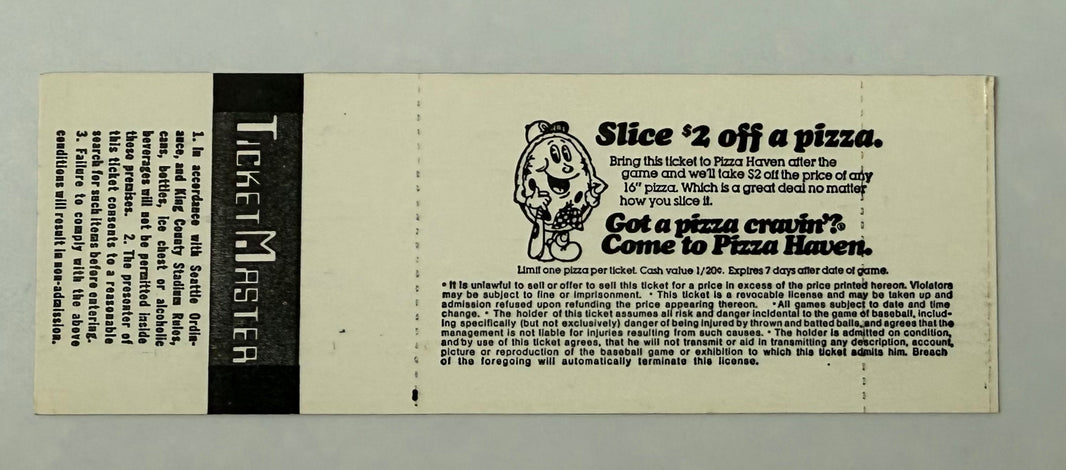 1. In accordance with Seattle Ordin-
ance, and King County Stadium Rules,
cans, bottles, ice chest or alcoholic
beverages will not be permitted inside
these premises. 2. The presenter of
this ticket consents to a reasonable
search for such items before entering.
3. Failure to comply with the above
conditions will result in non-admission.
TICKETMASTER
Slice $2 off a pizza.
Bring this ticket to Pizza Haven after the
game and we'll take $2 off the price of any
16" pizza. Which is a great deal no matter
how you slice it.
Got a pizza cravin'?
Come to Pizza Haven.
Limit one pizza per ticket. Cash value 1/20¢. Expires 7 days after date of game.
• It is unlawful to sell or offer to sell this ticket for a price in excess of the price printed hereon. Violators
may be subject to fine or imprisonment. • This ticket is a revocable license and may be taken up and
admission refused upon refunding the price appearing thereon. • All games subject to date and time
change. • The holder of this ticket assumes all risk and danger incidental to the game of baseball, includ-
ing specifically (but not exclusively) danger of being injured by thrown and batted balls, and agrees that the
management is not liable for injuries resulting from such causes. • The holder is admitted on condition,
and by use of this ticket agrees, that he will not transmit or aid in transmitting any description, account,
picture or reproduction of the baseball game or exhibition to which this ticket admits him. Breach
of the foregoing will automatically terminate this license.